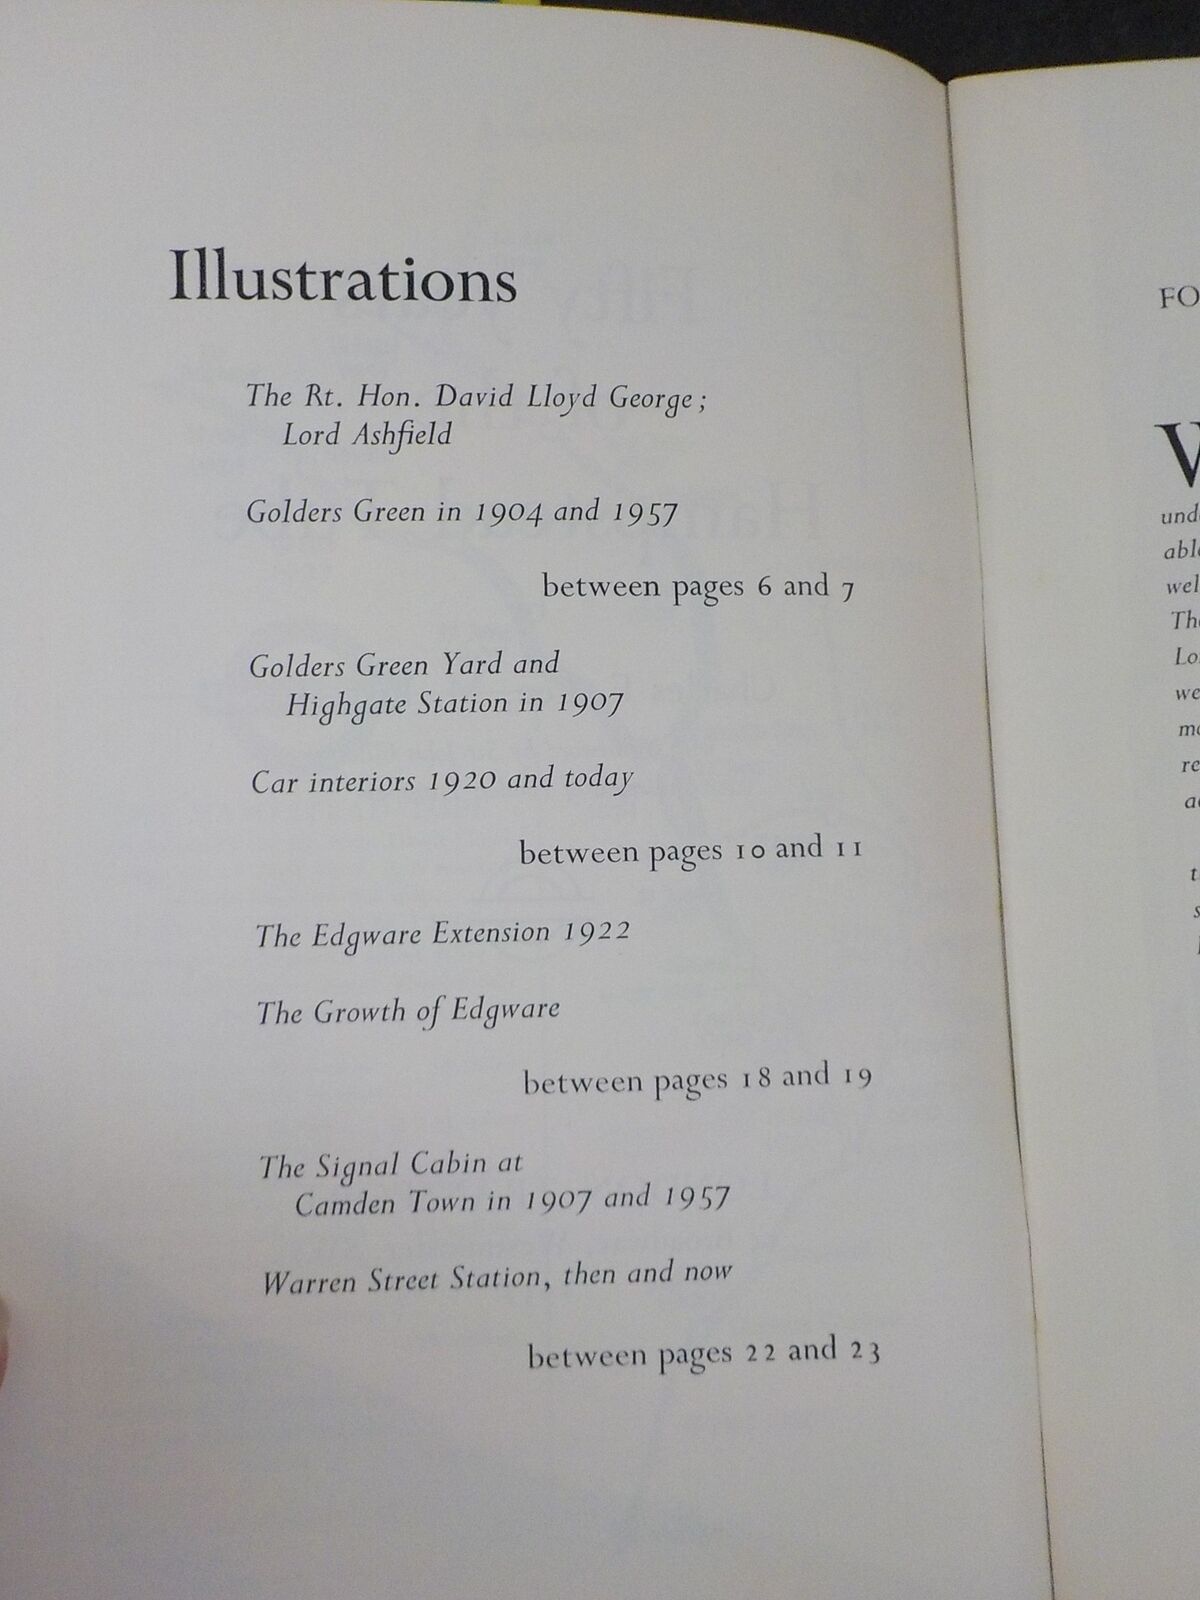 Illustrations
The Rt. Hon. David Lloyd George;
Lord Ashfield
Golders Green in 1904 and 1957
between pages 6 and 7
Golders Green Yard and
Highgate Station in 1907
Car interiors 1920 and today
between pages 10 and 11
The Edgware Extension 1922
The Growth of Edgware
between pages 18 and 19
The Signal Cabin at
Camden Town in 1907 and 1957
Warren Street Station, then and now
between pages 22 and 23